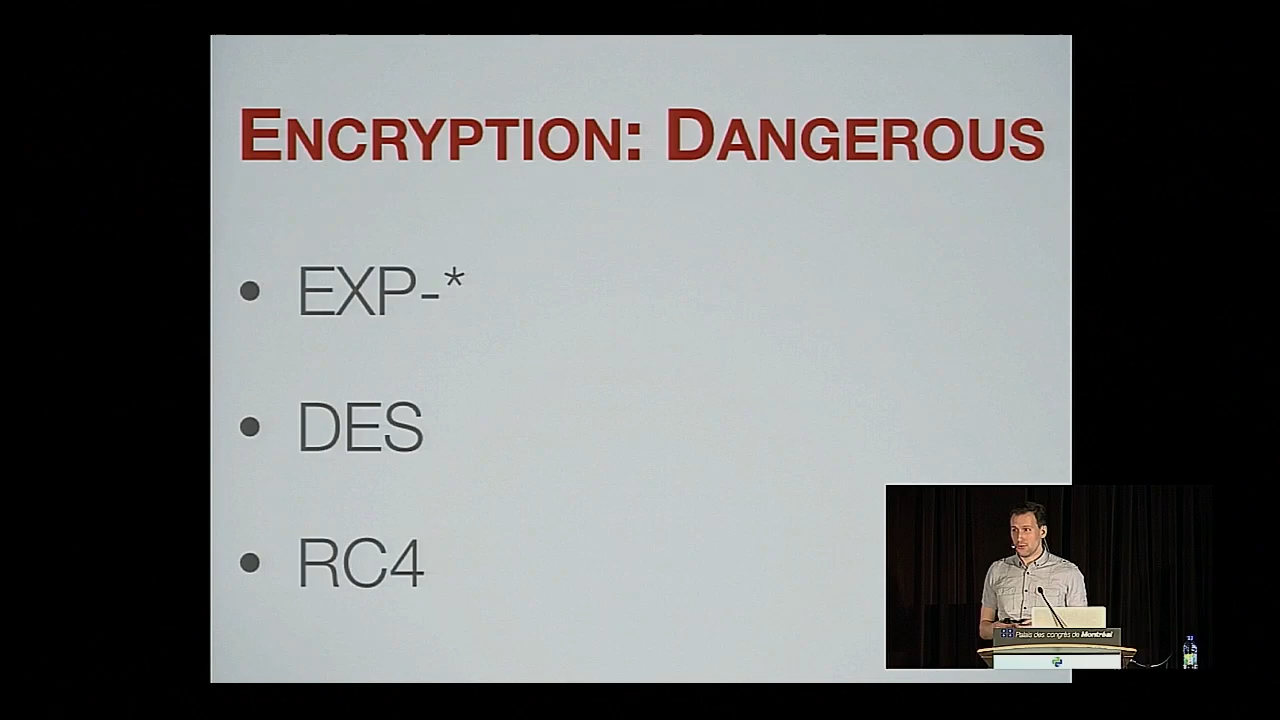 ENCRYPTION: DANGEROUS
• EXP-*
• DES
• RC4
Palais des congrès de Montréal